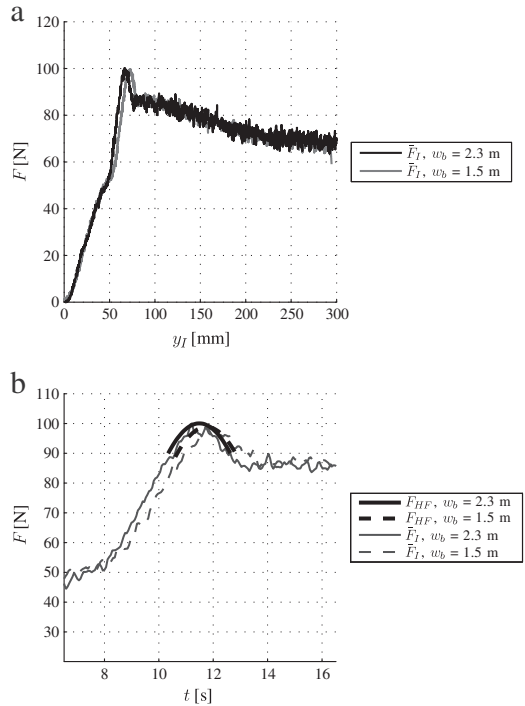 a
120
100
80
60
40
20
0
F [N]
0 50 100 150 200 250 300
y_I [mm]
F̄_I, w_b = 2.3 m
F̄_I, w_b = 1.5 m
b
110
100
90
80
70
60
50
40
30
F [N]
8 10 12 14 16
t [s]
F_HF, w_b = 2.3 m
F_HF, w_b = 1.5 m
F̄_I, w_b = 2.3 m
F̄_I, w_b = 1.5 m